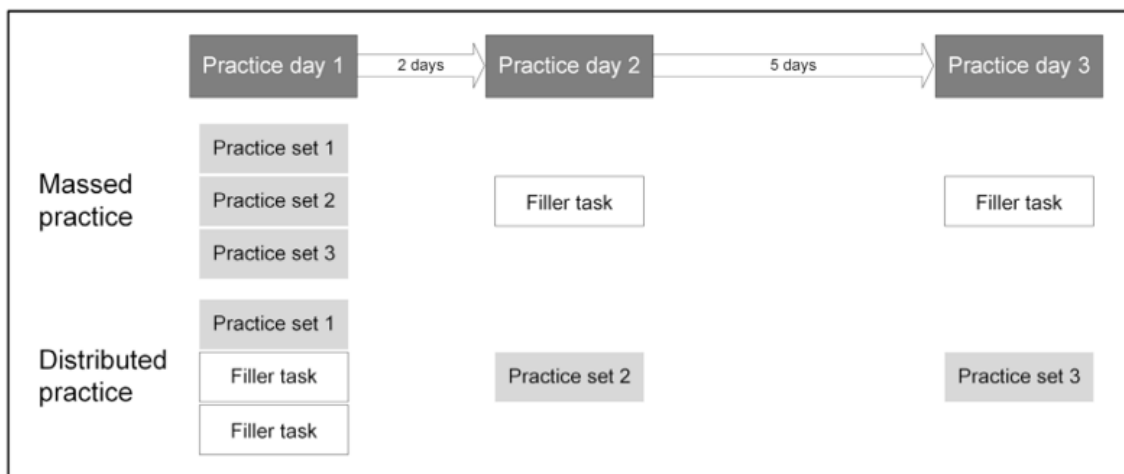 Practice day 1
2 days
Practice day 2
5 days
Practice day 3
Massed
practice
Practice set 1
Practice set 2
Practice set 3
Filler task
Filler task
Distributed
practice
Practice set 1
Filler task
Filler task
Practice set 2
Practice set 3